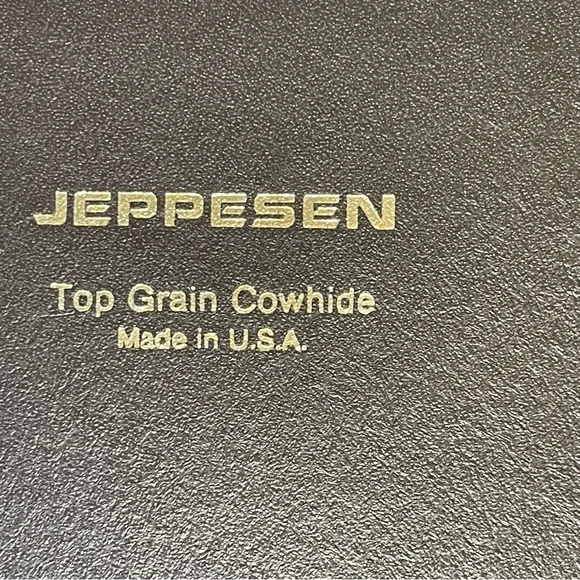 JEPPESEN
Top Grain Cowhide
Made in U.S.A.